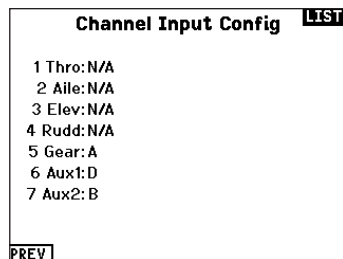 Channel Input Config
LIST
1 Thro: N/A
2 Aile: N/A
3 Elev: N/A
4 Rudd: N/A
5 Gear: A
6 Aux1: D
7 Aux2: B
PREV